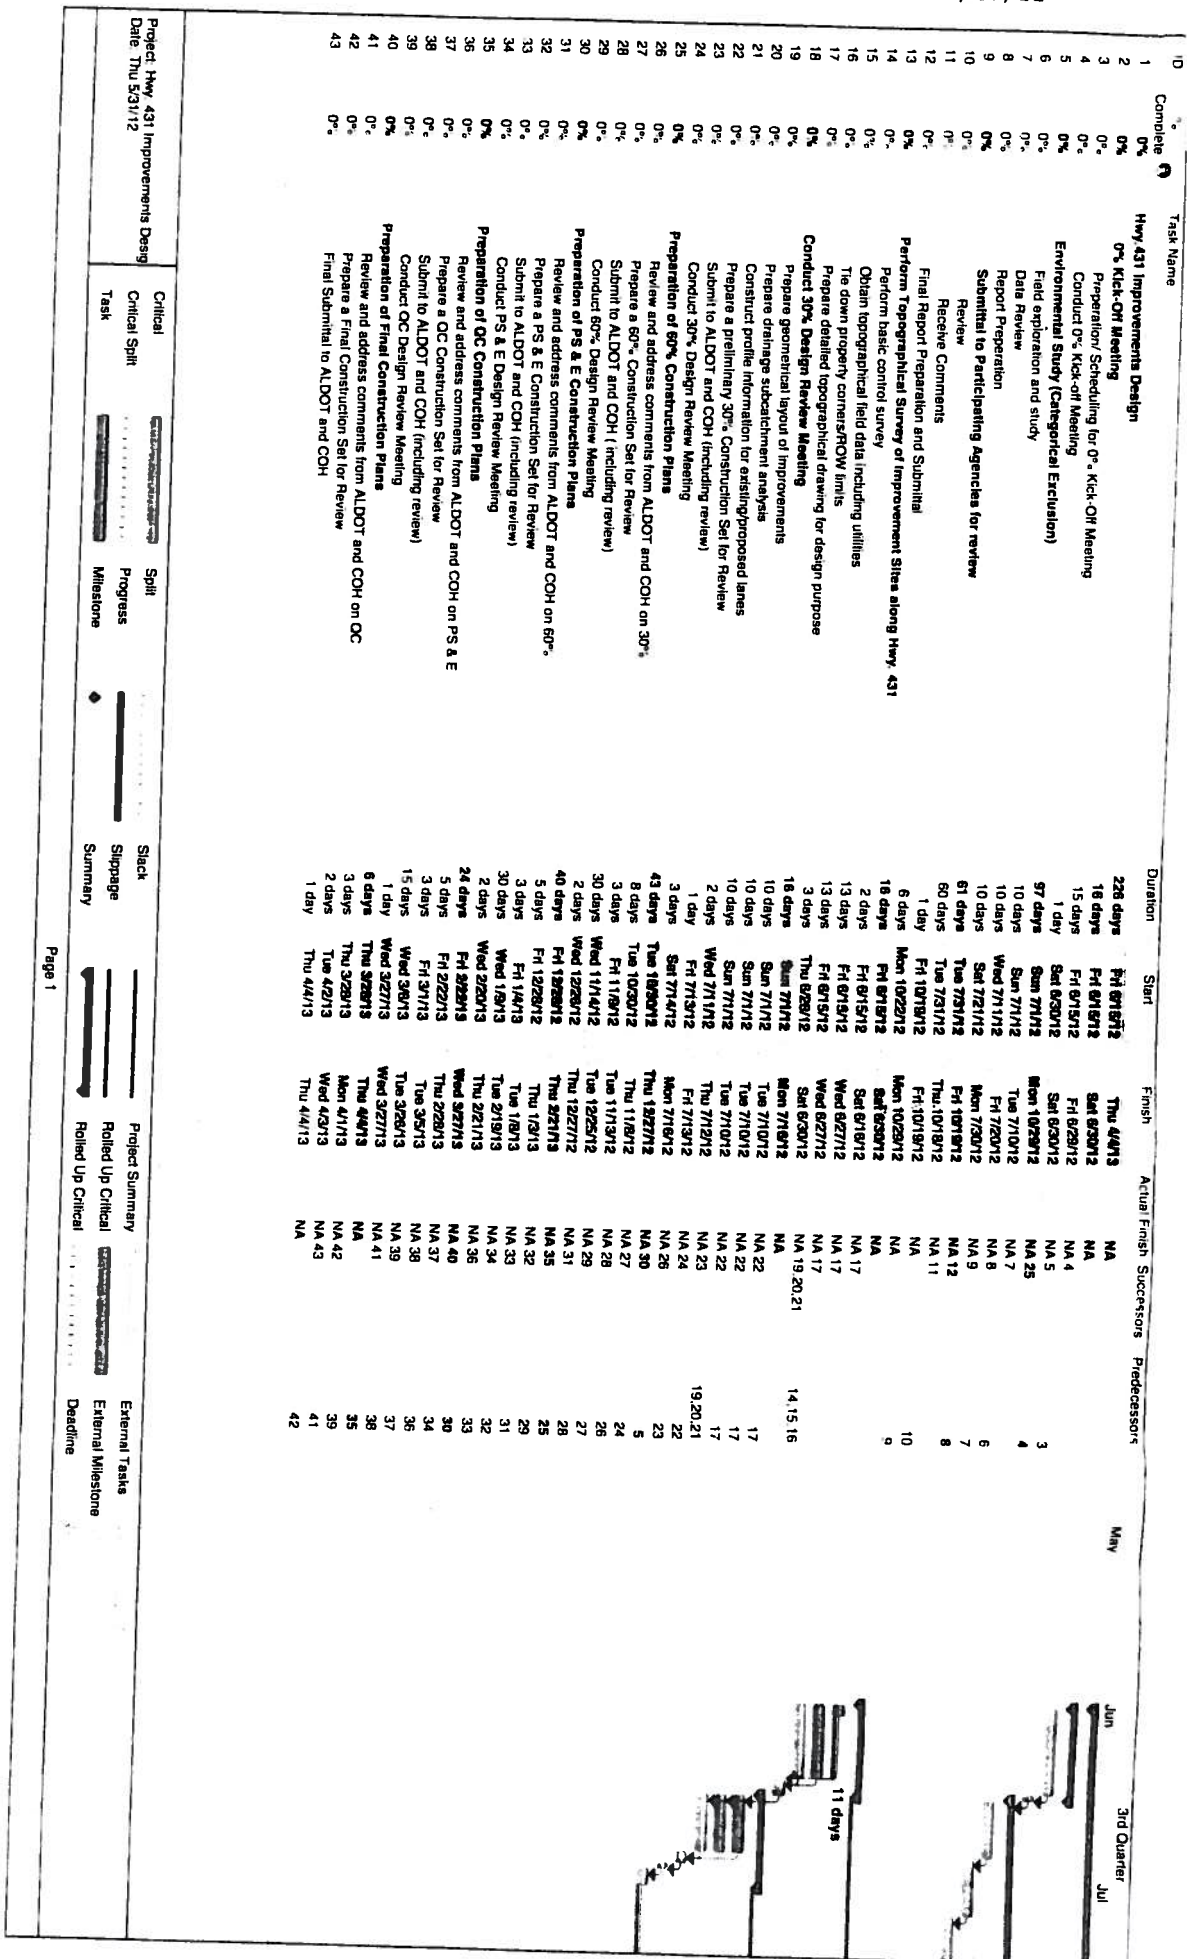 ID % Complete Task Name Duration Start Finish Actual Finish Successors Predecessors May Jun 3rd Quarter Jul
1 0% Hwy.431 Improvements Design 226 days Fri 6/15/12 Thu 4/4/13 NA
2 0% 0% Kick-Off Meeting 16 days Fri 6/15/12 Sat 6/30/12 NA
3 0% Preperation/ Scheduling for 0% Kick-Off Meeting 15 days Fri 6/15/12 Fri 6/29/12 NA 4
4 0% Conduct 0% Kick-off Meeting 1 day Sat 6/30/12 Sat 6/30/12 NA 5 3
5 0% Environmental Study (Categorical Exclusion) 97 days Sun 7/1/12 Mon 10/29/12 NA 25 4
6 0% Field exploration and study 10 days Sun 7/1/12 Tue 7/10/12 NA 7
7 0% Data Review 10 days Wed 7/11/12 Fri 7/20/12 NA 8 6
8 0% Report Preparation 10 days Sat 7/21/12 Mon 7/30/12 NA 9 7
9 0% Submittal to Participating Agencies for review 61 days Tue 7/31/12 Fri 10/19/12 NA 12 8
10 0% Review 60 days Tue 7/31/12 Thu 10/18/12 NA 11
11 0% Receive Comments 1 day Fri 10/19/12 Fri 10/19/12 NA 10
12 0% Final Report Preparation and Submittal 6 days Mon 10/22/12 Mon 10/29/12 NA 9
13 0% Perform Topographical Survey of Improvement Sites along Hwy. 431 16 days Fri 6/15/12 Sat 6/30/12 NA
14 0% Perform basic control survey 2 days Fri 6/15/12 Sat 6/16/12 NA 17
15 0% Obtain topographical field data including utilities 13 days Fri 6/15/12 Wed 6/27/12 NA 17
16 0% Tie down property corners/ROW limits 13 days Fri 6/15/12 Wed 6/27/12 NA 17
17 0% Prepare detailed topographical drawing for design purpose 3 days Thu 6/28/12 Sat 6/30/12 NA 19,20,21 14,15,16 11 days
18 0% Conduct 30% Design Review Meeting 16 days Sun 7/1/12 Mon 7/16/12 NA
19 0% Prepare geometrical layout of improvements 10 days Sun 7/1/12 Tue 7/10/12 NA 22 17
20 0% Prepare drainage subcatchment analysis 10 days Sun 7/1/12 Tue 7/10/12 NA 22 17
21 0% Construct profile information for existing/proposed lanes 10 days Sun 7/1/12 Tue 7/10/12 NA 22 17
22 0% Prepare a preliminary 30% Construction Set for Review 2 days Wed 7/11/12 Thu 7/12/12 NA 23 19,20,21
23 0% Submit to ALDOT and COH (including review) 1 day Fri 7/13/12 Fri 7/13/12 NA 24 22
24 0% Conduct 30% Design Review Meeting 3 days Sat 7/14/12 Mon 7/16/12 NA 26 23
25 0% Preparation of 60% Construction Plans 43 days Tue 10/30/12 Thu 12/27/12 NA 30 5
26 0% Review and address comments from ALDOT and COH on 30% 8 days Tue 10/30/12 Thu 11/8/12 NA 27 24
27 0% Prepare a 60% Construction Set for Review 3 days Fri 11/9/12 Tue 11/13/12 NA 28 26
28 0% Submit to ALDOT and COH ( including review) 30 days Wed 11/14/12 Tue 12/25/12 NA 29 27
29 0% Conduct 60% Design Review Meeting 2 days Wed 12/26/12 Thu 12/27/12 NA 31 28
30 0% Preparation of PS & E Construction Plans 40 days Fri 12/28/12 Thu 2/21/13 NA 35 25
31 0% Review and address comments from ALDOT and COH on 60% 5 days Fri 12/28/12 Thu 1/3/13 NA 32 29
32 0% Prepare a PS & E Construction Set for Review 3 days Fri 1/4/13 Tue 1/8/13 NA 33 31
33 0% Submit to ALDOT and COH (including review) 30 days Wed 1/9/13 Tue 2/19/13 NA 34 32
34 0% Conduct PS & E Design Review Meeting 2 days Wed 2/20/13 Thu 2/21/13 NA 36 33
35 0% Preparation of QC Construction Plans 24 days Fri 2/22/13 Wed 3/27/13 NA 40 30
36 0% Review and address comments from ALDOT and COH on PS & E 5 days Fri 2/22/13 Thu 2/28/13 NA 37 34
37 0% Prepare a QC Construction Set for Review 3 days Fri 3/1/13 Tue 3/5/13 NA 38 36
38 0% Submit to ALDOT and COH (including review) 15 days Wed 3/6/13 Tue 3/26/13 NA 39 37
39 0% Conduct QC Design Review Meeting 1 day Wed 3/27/13 Wed 3/27/13 NA 41 38
40 0% Preparation of Final Construction Plans 6 days Thu 3/28/13 Thu 4/4/13 NA 35
41 0% Review and address comments from ALDOT and COH on QC 3 days Thu 3/28/13 Mon 4/1/13 NA 42 39
42 0% Prepare a Final Construction Set for Review 2 days Tue 4/2/13 Wed 4/3/13 NA 43 41
43 0% Final Submittal to ALDOT and COH 1 day Thu 4/4/13 Thu 4/4/13 NA 42
Project: Hwy. 431 Improvements Desig
Date: Thu 5/31/12
Critical Split Slack Project Summary External Tasks
Critical Split Progress Slippage Rolled Up Critical External Milestone
Task Milestone Summary Rolled Up Critical Deadline
Page 1